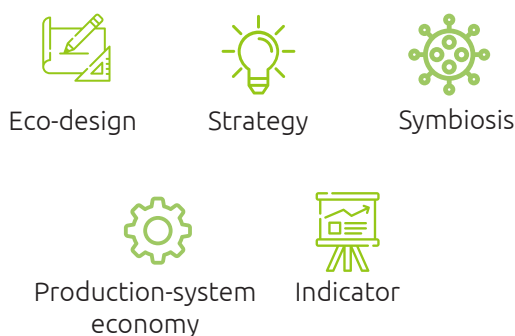 Eco-design
Strategy
Symbiosis
Production-system
economy
Indicator